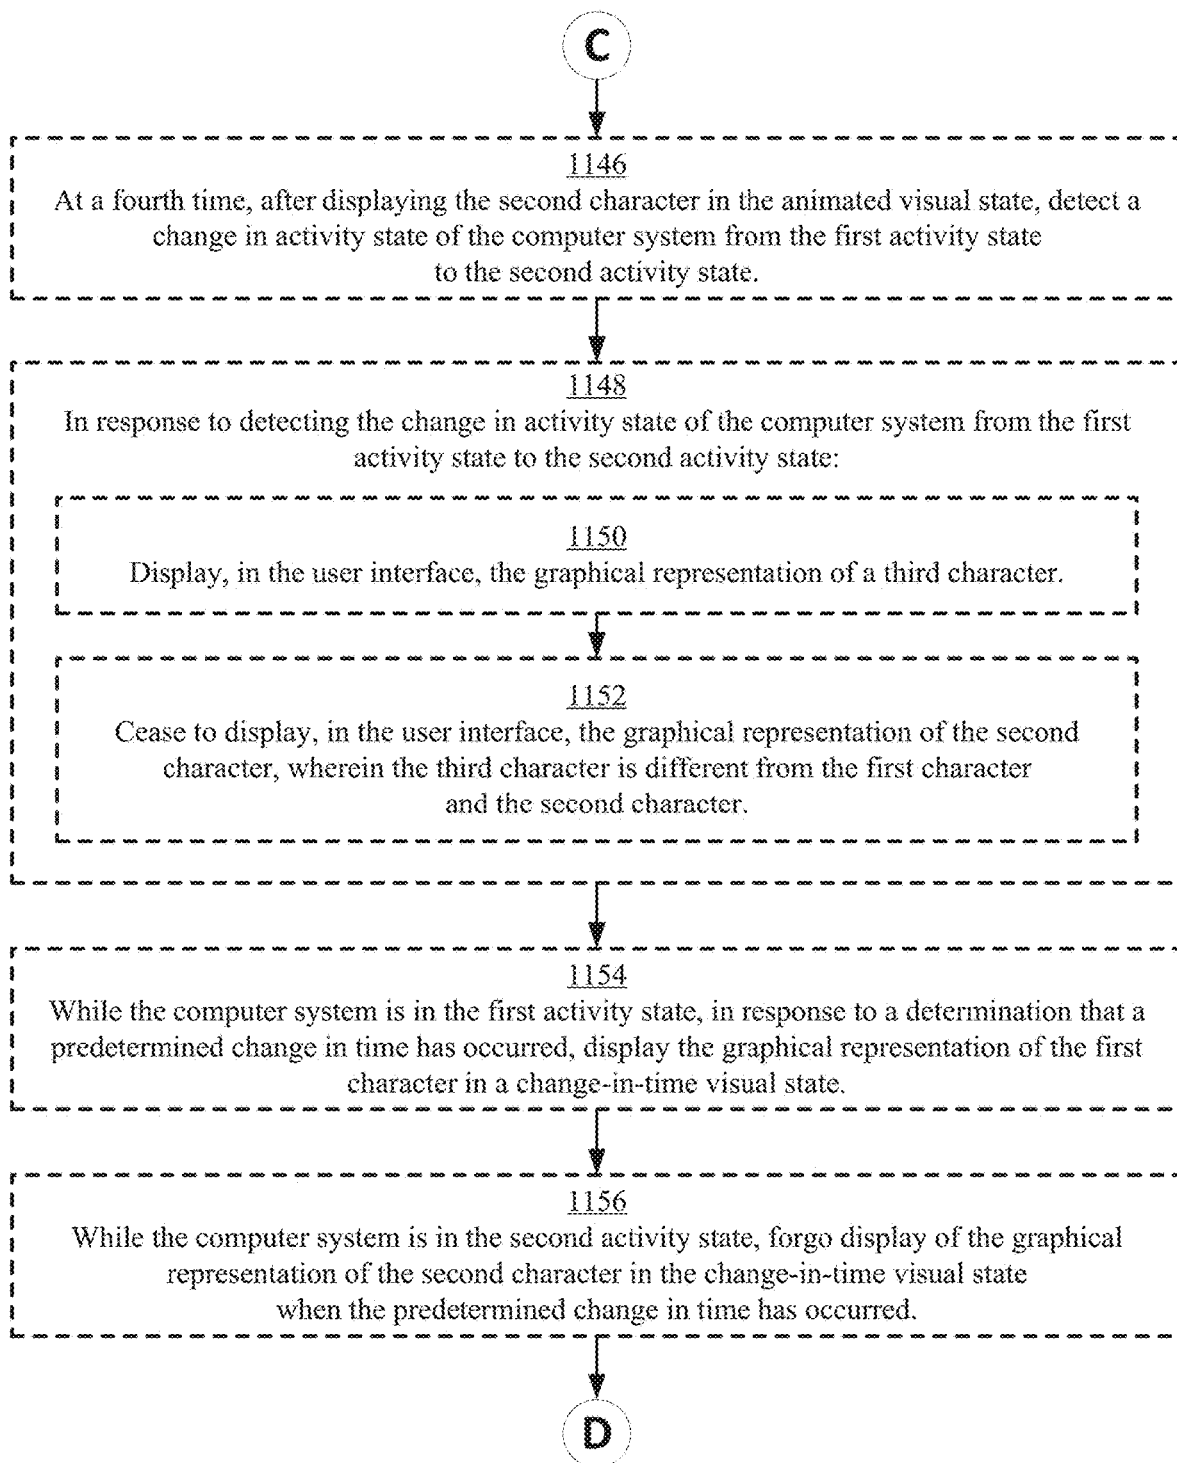 C
1146
At a fourth time, after displaying the second character in the animated visual state, detect a
change in activity state of the computer system from the first activity state
to the second activity state.
1148
In response to detecting the change in activity state of the computer system from the first
activity state to the second activity state:
1150
Display, in the user interface, the graphical representation of a third character.
1152
Cease to display, in the user interface, the graphical representation of the second
character, wherein the third character is different from the first character
and the second character.
1154
While the computer system is in the first activity state, in response to a determination that a
predetermined change in time has occurred, display the graphical representation of the first
character in a change-in-time visual state.
1156
While the computer system is in the second activity state, forgo display of the graphical
representation of the second character in the change-in-time visual state
when the predetermined change in time has occurred.
D